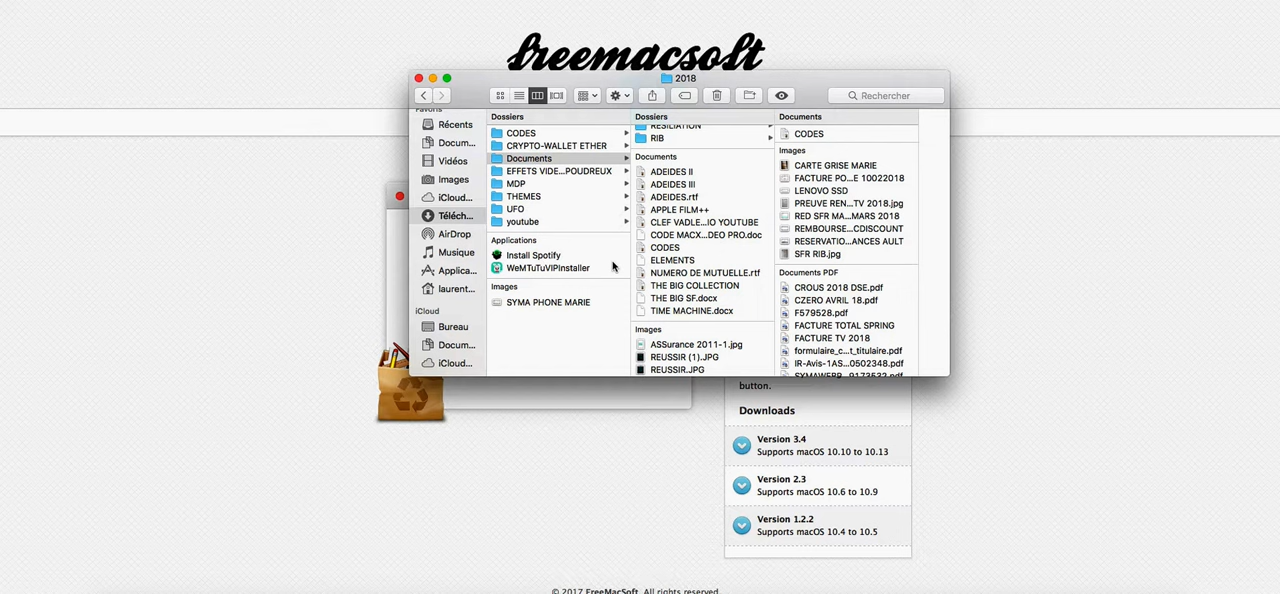 freemacsoft
2018
Rechercher
Favoris
Récents
Docum...
Vidéos
Images
iCloud...
Téléch...
AirDrop
Musique
Applica...
laurent...
iCloud
Bureau
Docum...
iCloud...
Dossiers
CODES
CRYPTO-WALLET ETHER
Documents
EFFETS VIDE...POUDREUX
MDP
THEMES
UFO
youtube
Applications
Install Spotify
WeMTuTuVIPInstaller
Images
SYMA PHONE MARIE
Dossiers
RESILIATION
RIB
Documents
ADEIDES II
ADEIDES III
ADEIDES.rtf
APPLE FILM++
CLEF VADLE...IO YOUTUBE
CODE MACX...DEO PRO.doc
CODES
ELEMENTS
NUMERO DE MUTUELLE.rtf
THE BIG COLLECTION
THE BIG SF.docx
TIME MACHINE.docx
Images
ASSurance 2011-1.jpg
REUSSIR (1).JPG
REUSSIR.JPG
Documents
CODES
Images
CARTE GRISE MARIE
FACTURE PO...E 10022018
LENOVO SSD
PREUVE REN...TV 2018.jpg
RED SFR MA...MARS 2018
REMBOURSE...CDISCOUNT
RESERVATIO...ANCES AULT
SFR RIB.jpg
Documents PDF
CROUS 2018 DSE.pdf
CZERO AVRIL 18.pdf
F579528.pdf
FACTURE TOTAL SPRING
FACTURE TV 2018
formulaire_c...t_titulaire.pdf
IR-Avis-1AS...0502348.pdf
SYMAWEBB...9173532.pdf
button.
Downloads
Version 3.4
Supports macOS 10.10 to 10.13
Version 2.3
Supports macOS 10.6 to 10.9
Version 1.2.2
Supports macOS 10.4 to 10.5
© 2017 FreeMacSoft. All rights reserved.